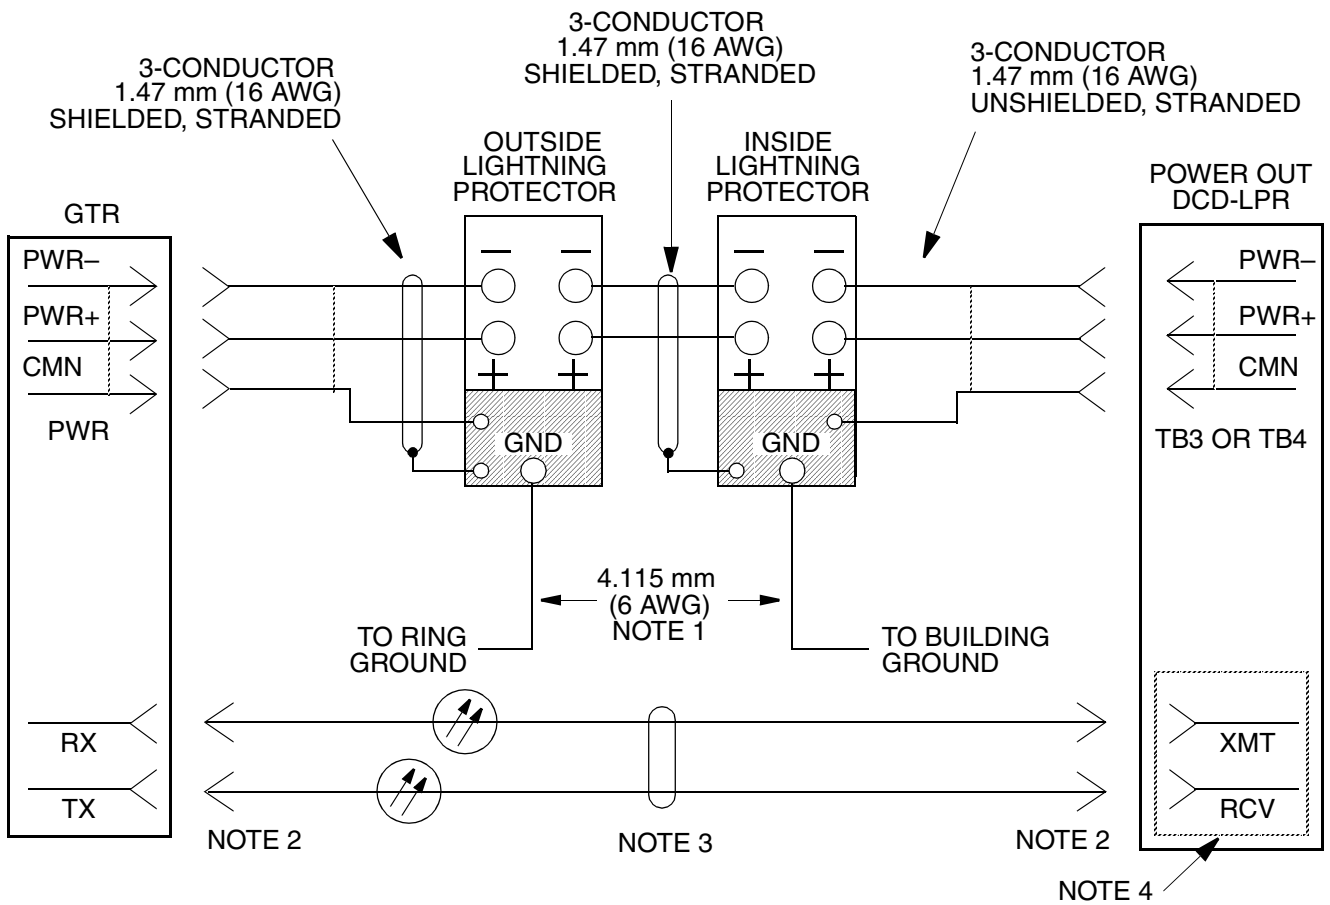 3-CONDUCTOR
1.47 mm (16 AWG)
SHIELDED, STRANDED
3-CONDUCTOR
1.47 mm (16 AWG)
SHIELDED, STRANDED
3-CONDUCTOR
1.47 mm (16 AWG)
UNSHIELDED, STRANDED
OUTSIDE
LIGHTNING
PROTECTOR
INSIDE
LIGHTNING
PROTECTOR
POWER OUT
DCD-LPR
GTR
PWR–
PWR+
CMN
PWR
– –
+ +
GND
– –
+ +
GND
PWR–
PWR+
CMN
TB3 OR TB4
4.115 mm
(6 AWG)
NOTE 1
TO RING
GROUND
TO BUILDING
GROUND
RX
TX
XMT
RCV
NOTE 2
NOTE 3
NOTE 2
NOTE 4